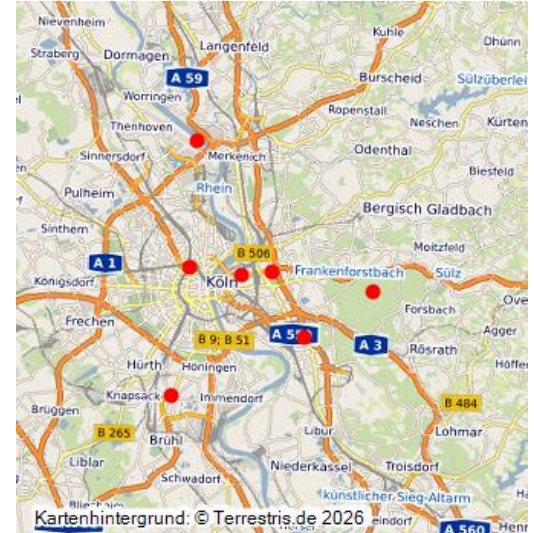 Nievenheim
Kuhle
Dhünn
Straberg
Dormagen
Langenfeld
A 59
Burscheid
Worringen
Ropenstall
Thenhoven
Neschen
Kürten
Odenthal
Sinnersdorf
Merkenich
Biesfeld
Rhein
Pulheim
Bergisch Gladbach
Sinthern
Moitzfeld
B 506
A 1
Frankenforstbach
Sülz
Königsdorf
Köln
Forsbach
Frechen
Agger
B 9; B 51
A 3
Rösrath
Hürth
Höningen
Knapsack
Immendorf
Brüggen
B 484
B 265
Brühl
Libur
Lohmar
Liblar
Niederkassel
Troisdorf
Schwadorf
künstlicher Sieg-Altarm
Kartenhintergrund: © Terrestris.de 2026
A 560